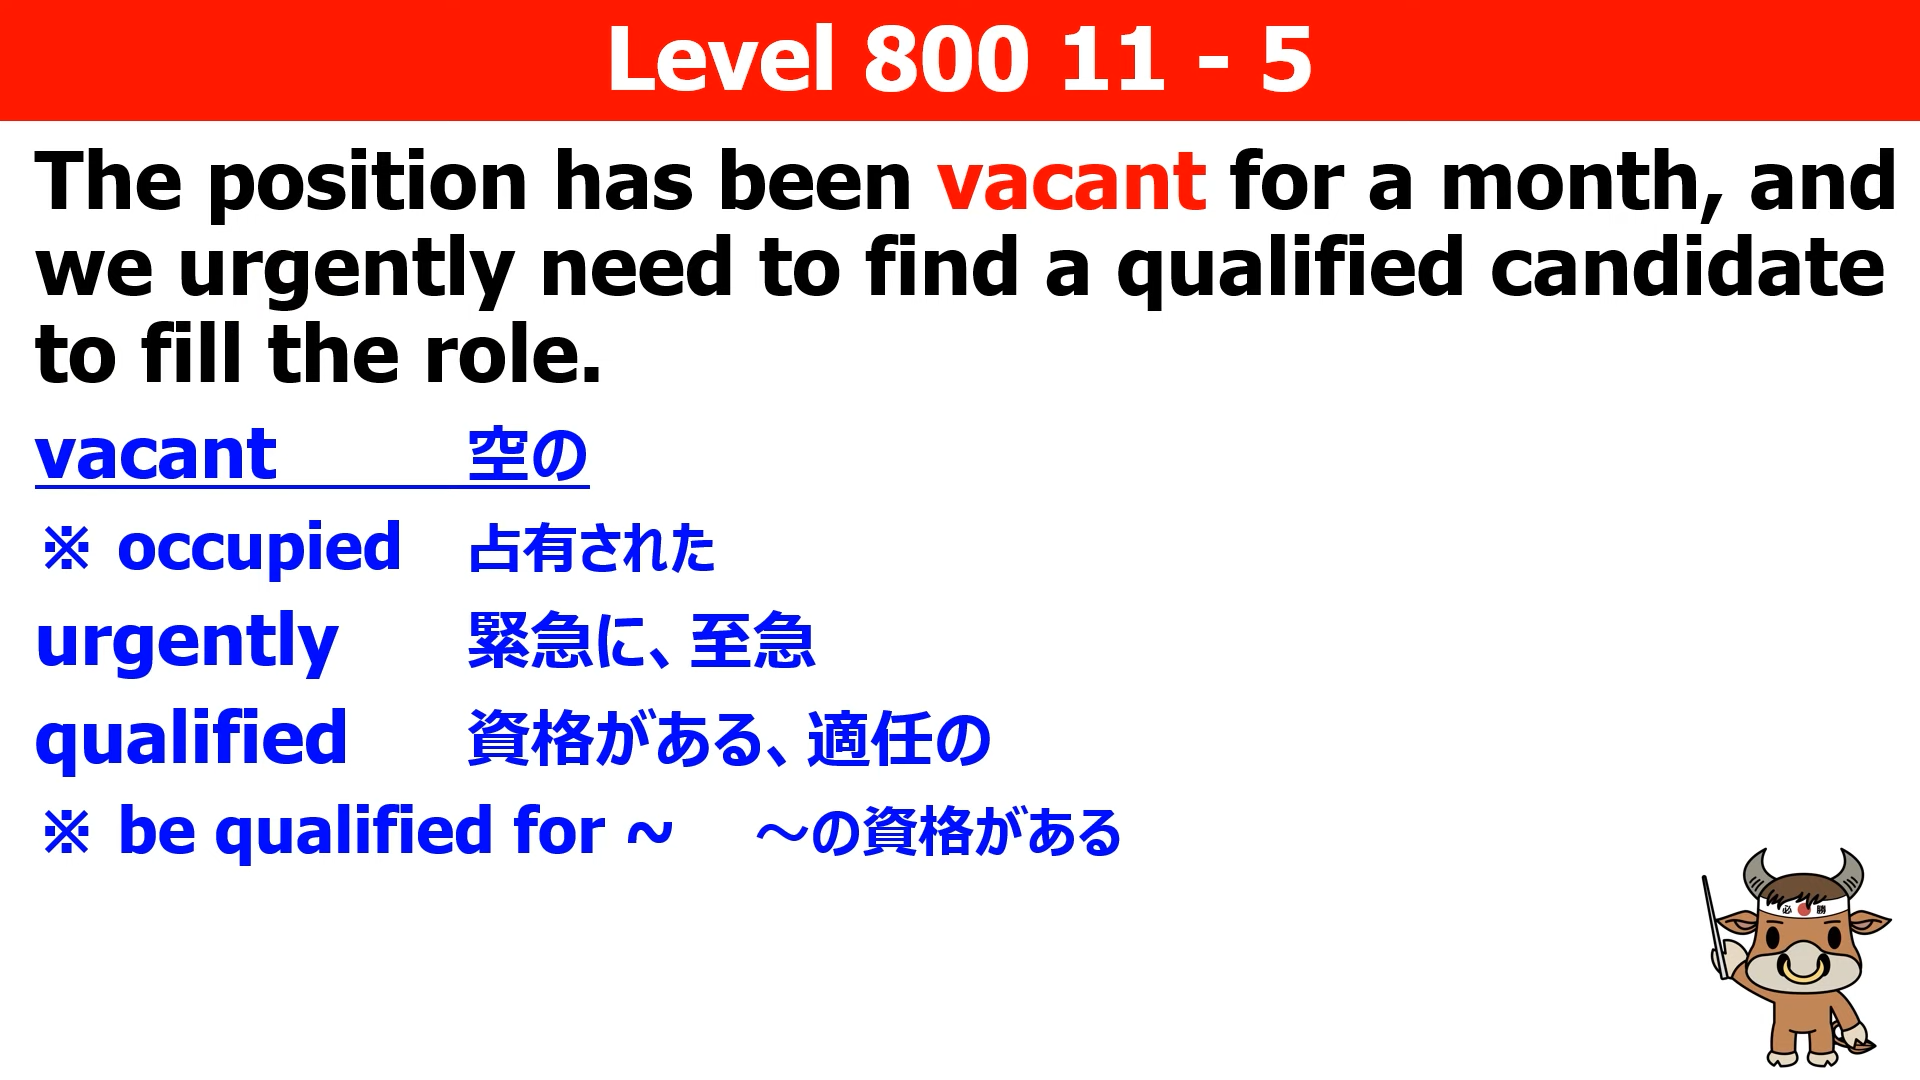 Level 800 11 - 5
The position has been vacant for a month, and
we urgently need to find a qualified candidate
to fill the role.
vacant 空の
※ occupied 占有された
urgently 緊急に、至急
qualified 資格がある、適任の
※ be qualified for ~ ～の資格がある
必 勝